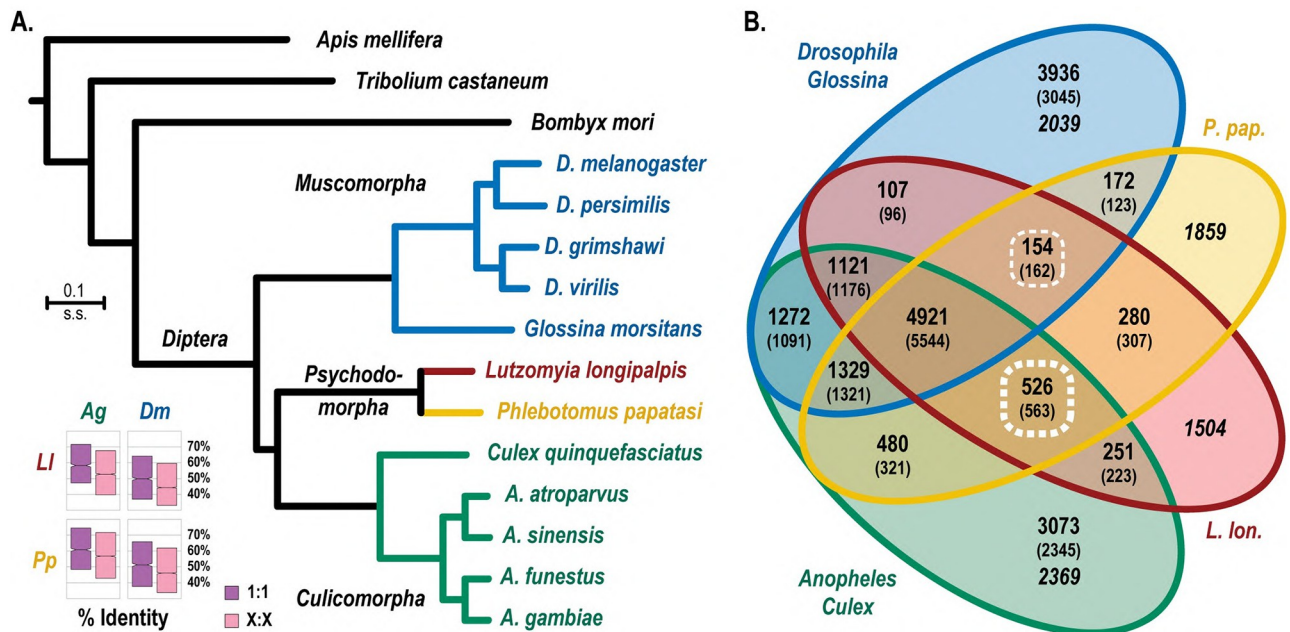 A.
Apis mellifera
Tribolium castaneum
Bombyx mori
Muscomorpha
D. melanogaster
D. persimilis
D. grimshawi
D. virilis
Glossina morsitans
0.1
s.s.
Diptera
Psychodo-
morpha
Lutzomyia longipalpis
Phlebotomus papatasi
Culex quinquefasciatus
A. atroparvus
A. sinensis
A. funestus
A. gambiae
Culicomorpha
Ag Dm
Ll
70%
60%
50%
40%
Pp
70%
60%
50%
40%
% Identity
1:1
X:X
B.
Drosophila
Glossina
3936
(3045)
2039
P. pap.
107
(96)
172
(123)
1859
154
(162)
1121
(1176)
1272
(1091)
4921
(5544)
280
(307)
1329
(1321)
526
(563)
480
(321)
251
(223)
1504
3073
(2345)
2369
L. lon.
Anopheles
Culex